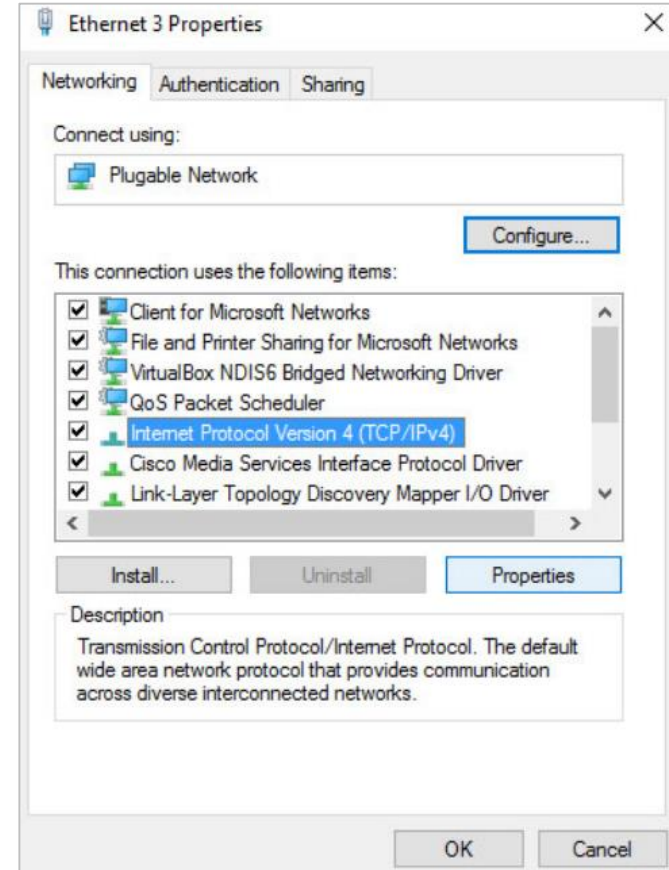 Ethernet 3 Properties
Networking Authentication Sharing
Connect using:
Plugable Network
Configure...
This connection uses the following items:
Client for Microsoft Networks
File and Printer Sharing for Microsoft Networks
VirtualBox NDIS6 Bridged Networking Driver
QoS Packet Scheduler
Internet Protocol Version 4 (TCP/IPv4)
Cisco Media Services Interface Protocol Driver
Link-Layer Topology Discovery Mapper I/O Driver
Install... Uninstall Properties
Description
Transmission Control Protocol/Internet Protocol. The default
wide area network protocol that provides communication
across diverse interconnected networks.
OK Cancel